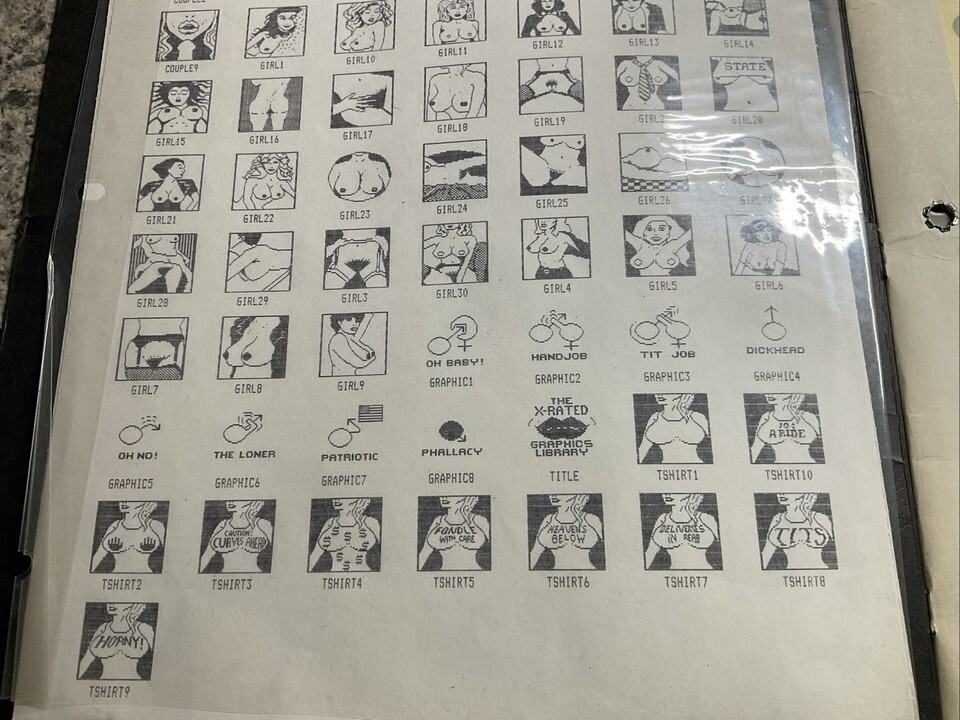 COUPLE2
COUPLE9 GIRL1 GIRL10 GIRL11 GIRL12 GIRL13 GIRL14
STATE
GIRL15 GIRL16 GIRL17 GIRL18 GIRL19 GIRL2 GIRL20
GIRL21 GIRL22 GIRL23 GIRL24 GIRL25 GIRL26 GIRL27
GIRL28 GIRL29 GIRL3 GIRL30 GIRL4 GIRL5 GIRL6
OH BABY! HANDJOB TIT JOB DICKHEAD
GIRL7 GIRL8 GIRL9 GRAPHIC1 GRAPHIC2 GRAPHIC3 GRAPHIC4
THE
X-RATED
GRAPHICS
LIBRARY
OH NO! THE LONER PATRIOTIC PHALLACY
A RIDE
GRAPHIC5 GRAPHIC6 GRAPHIC7 GRAPHIC8 TITLE TSHIRT1 TSHIRT10
CAUTION!
CURVES AHEAD
FONDLE
WITH CARE
HEAVENS
BELOW
DELIVERIES
IN REAR
TITS
TSHIRT2 TSHIRT3 TSHIRT4 TSHIRT5 TSHIRT6 TSHIRT7 TSHIRT8
HORNY!
TSHIRT9